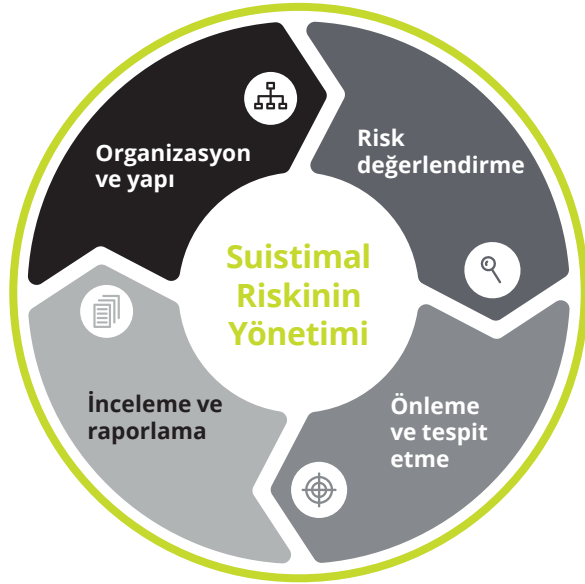 Organizasyon
ve yapı
Risk
değerlendirme
Suistimal
Riskinin
Yönetimi
İnceleme ve
raporlama
Önleme
ve tespit
etme